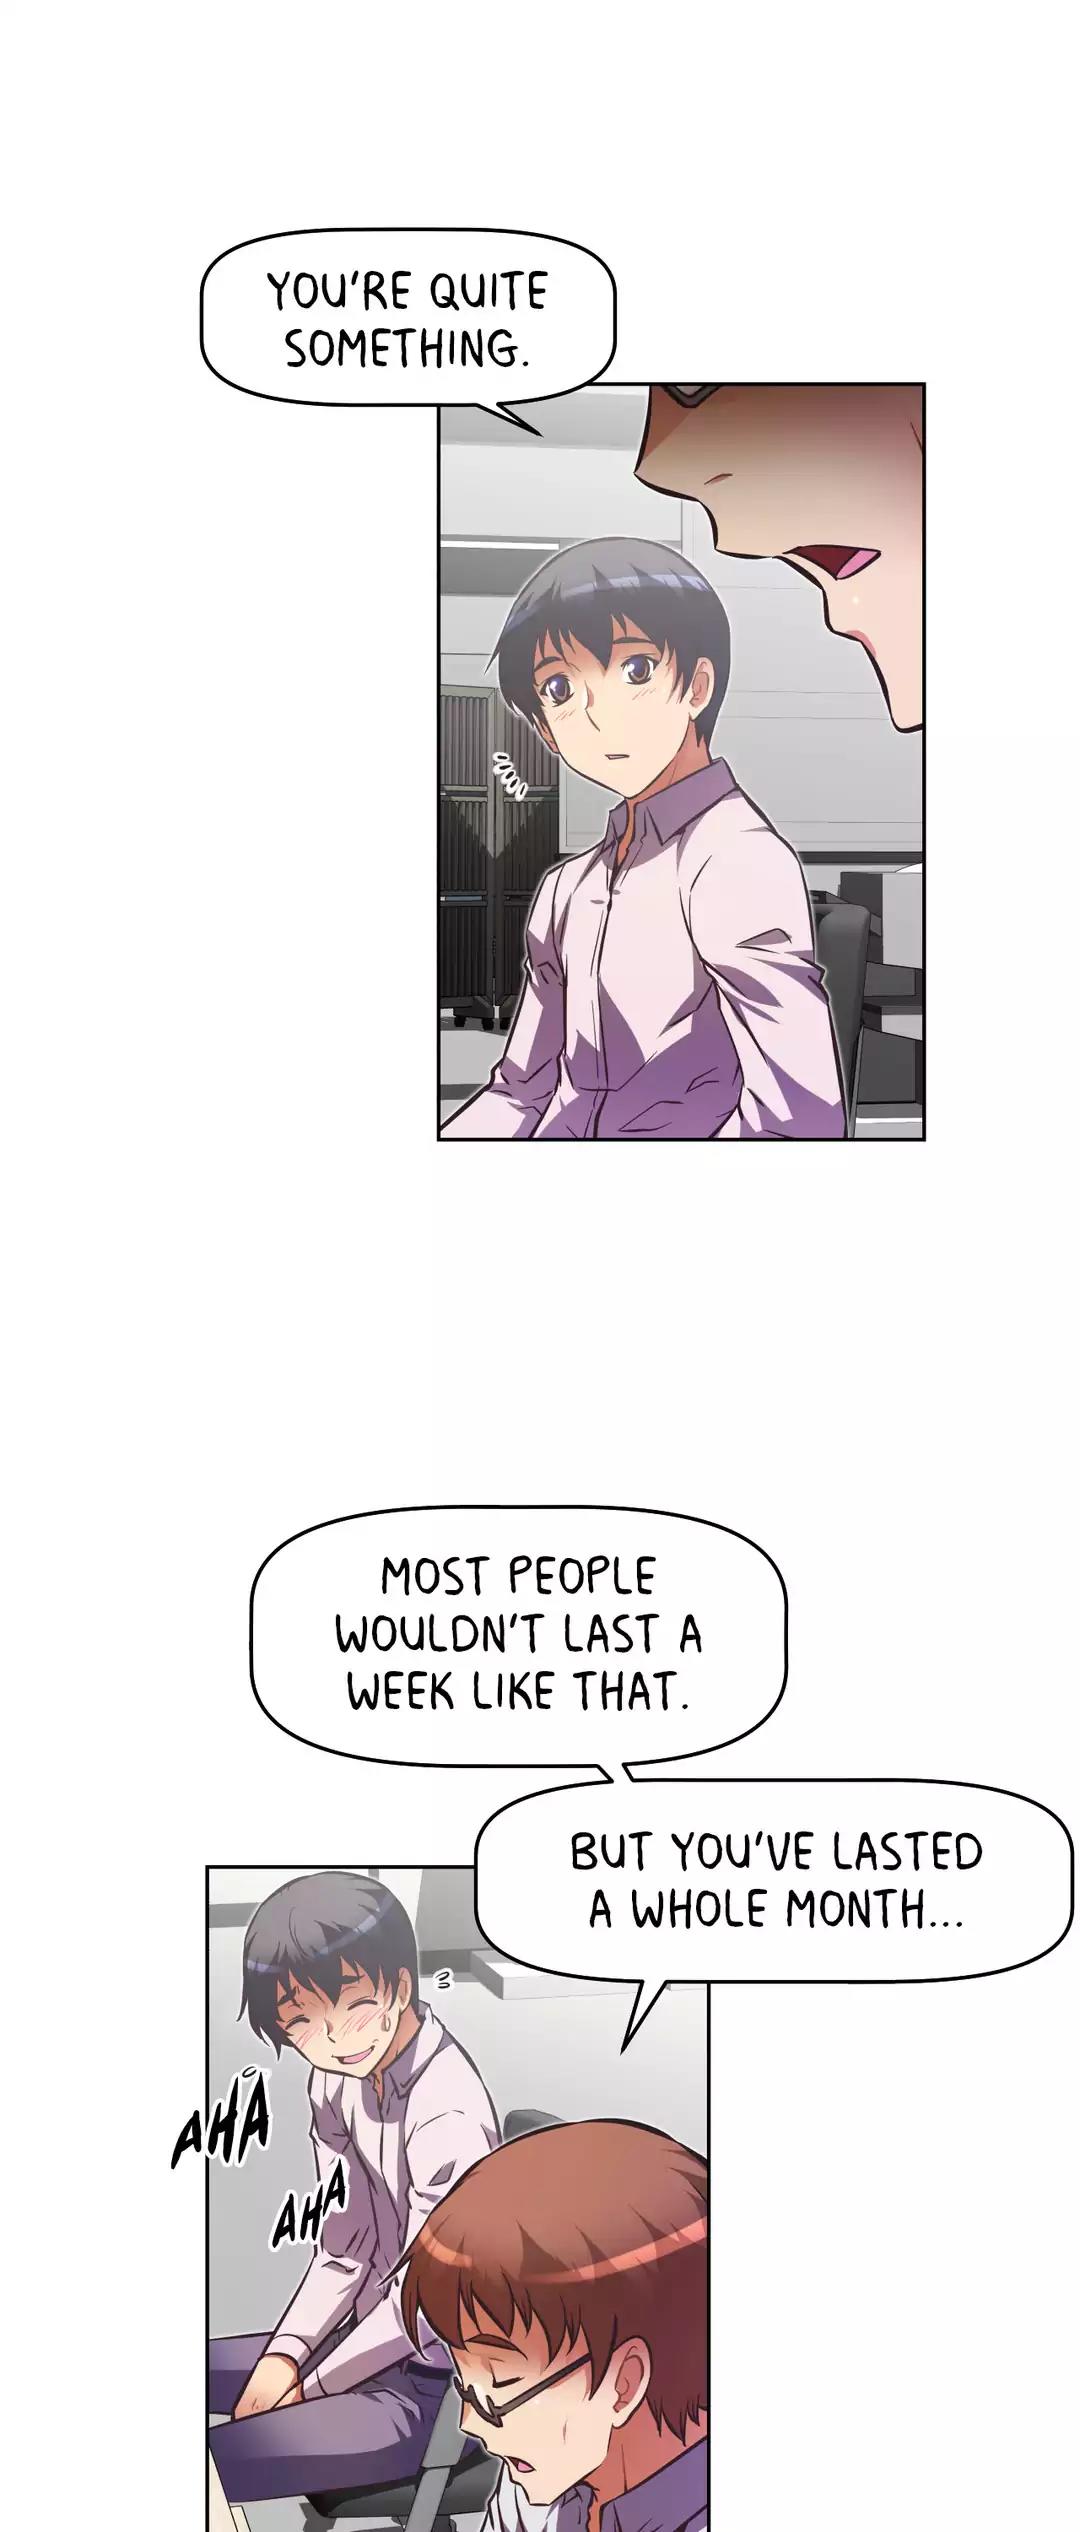 YOU'RE QUITE
SOMETHING.
MOST PEOPLE
WOULDN'T LAST A
WEEK LIKE THAT.
BUT YOU'VE LASTED
A WHOLE MONTH...
AHA
AHA